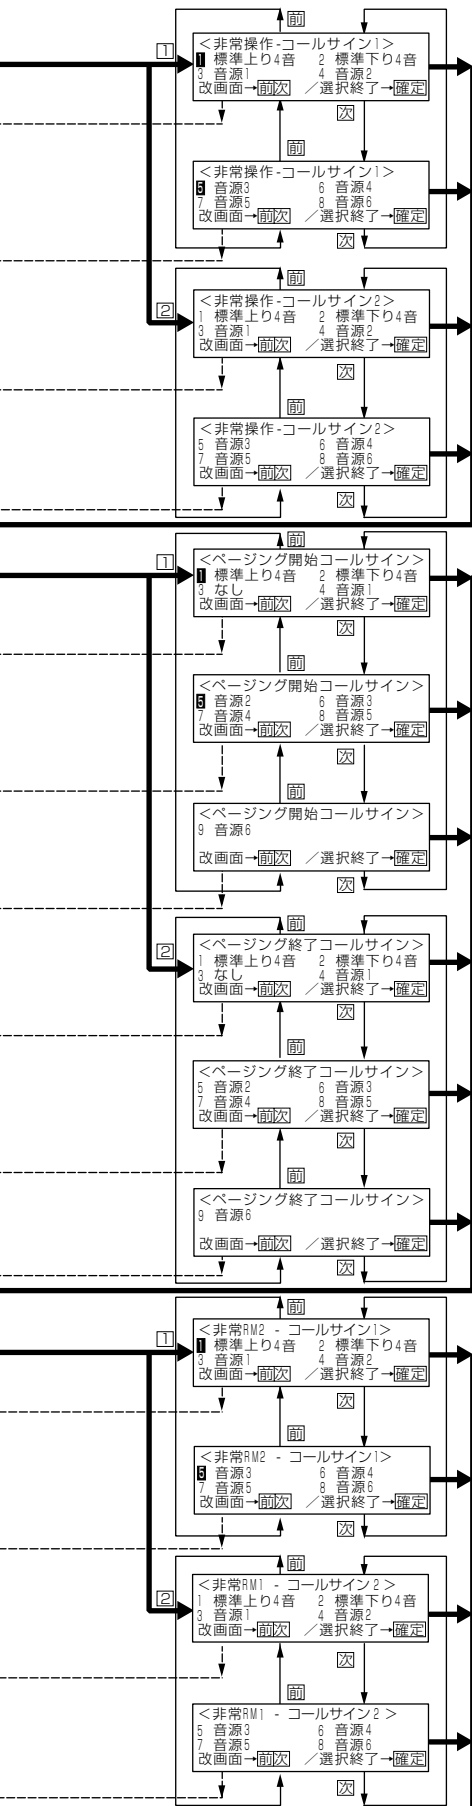 前
1
<非常操作-コールサイン1>
1 標準上り4音 2 標準下り4音
3 音源1 4 音源2
改画面→前次 /選択終了→確定
次
前
<非常操作-コールサイン1>
5 音源3 6 音源4
7 音源5 8 音源6
改画面→前次 /選択終了→確定
次
前
2
<非常操作-コールサイン2>
1 標準上り4音 2 標準下り4音
3 音源1 4 音源2
改画面→前次 /選択終了→確定
次
前
<非常操作-コールサイン2>
5 音源3 6 音源4
7 音源5 8 音源6
改画面→前次 /選択終了→確定
次
前
1
<ページング開始コールサイン>
1 標準上り4音 2 標準下り4音
3 なし 4 音源1
改画面→前次 /選択終了→確定
次
前
<ページング開始コールサイン>
5 音源2 6 音源3
7 音源4 8 音源5
改画面→前次 /選択終了→確定
次
前
<ページング開始コールサイン>
9 音源6
改画面→前次 /選択終了→確定
次
前
2
<ページング終了コールサイン>
1 標準上り4音 2 標準下り4音
3 なし 4 音源1
改画面→前次 /選択終了→確定
次
前
<ページング終了コールサイン>
5 音源2 6 音源3
7 音源4 8 音源5
改画面→前次 /選択終了→確定
次
前
<ページング終了コールサイン>
9 音源6
改画面→前次 /選択終了→確定
次
前
1
<非常RM2 - コールサイン1>
1 標準上り4音 2 標準下り4音
3 音源1 4 音源2
改画面→前次 /選択終了→確定
次
前
<非常RM2 - コールサイン1>
5 音源3 6 音源4
7 音源5 8 音源6
改画面→前次 /選択終了→確定
次
前
2
<非常RM1 - コールサイン2>
1 標準上り4音 2 標準下り4音
3 音源1 4 音源2
改画面→前次 /選択終了→確定
次
前
<非常RM1 - コールサイン2>
5 音源3 6 音源4
7 音源5 8 音源6
改画面→前次 /選択終了→確定
次